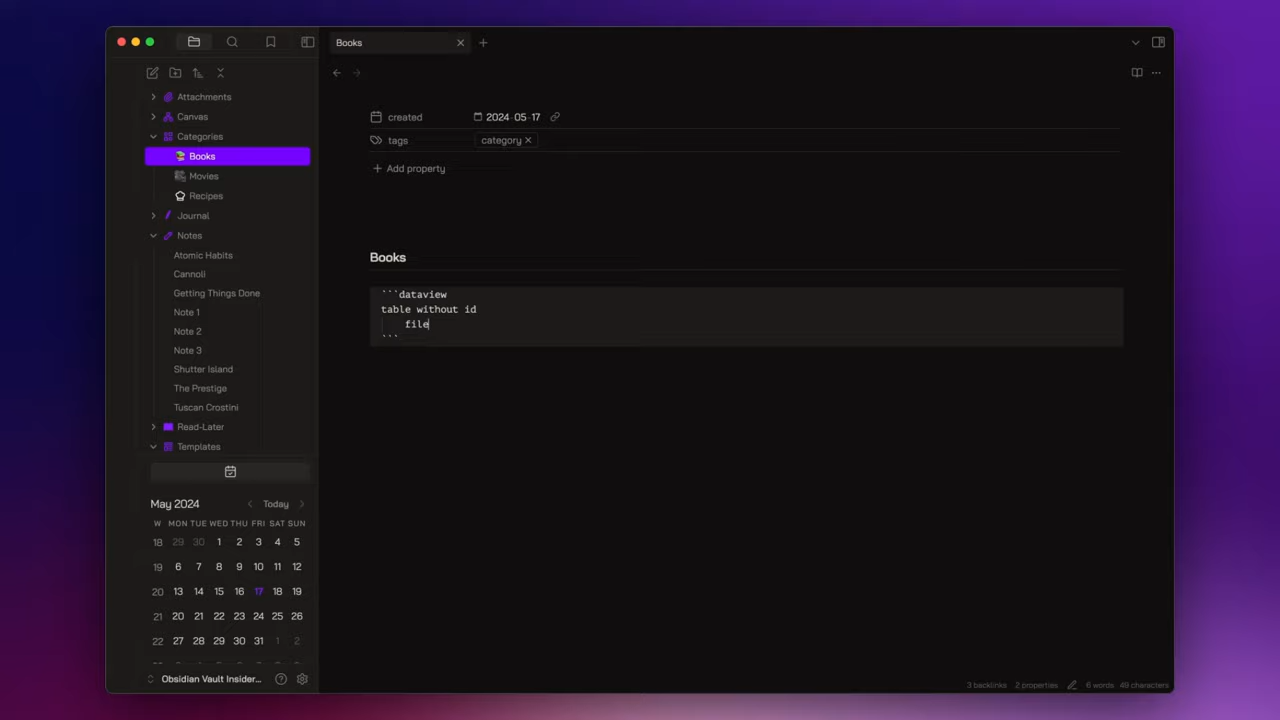 Books
Attachments
Canvas
Categories
Books
Movies
Recipes
Journal
Notes
Atomic Habits
Cannoli
Getting Things Done
Note 1
Note 2
Note 3
Shutter Island
The Prestige
Tuscan Crostini
Read-Later
Templates
May 2024 Today
W MON TUE WED THU FRI SAT SUN
18 29 30 1 2 3 4 5
19 6 7 8 9 10 11 12
20 13 14 15 16 17 18 19
21 20 21 22 23 24 25 26
22 27 28 29 30 31 1 2
Obsidian Vault Insider...
created 2024-05-17
tags category
Add property
Books
```dataview
table without id
file
```
3 backlinks 2 properties 6 words 49 characters